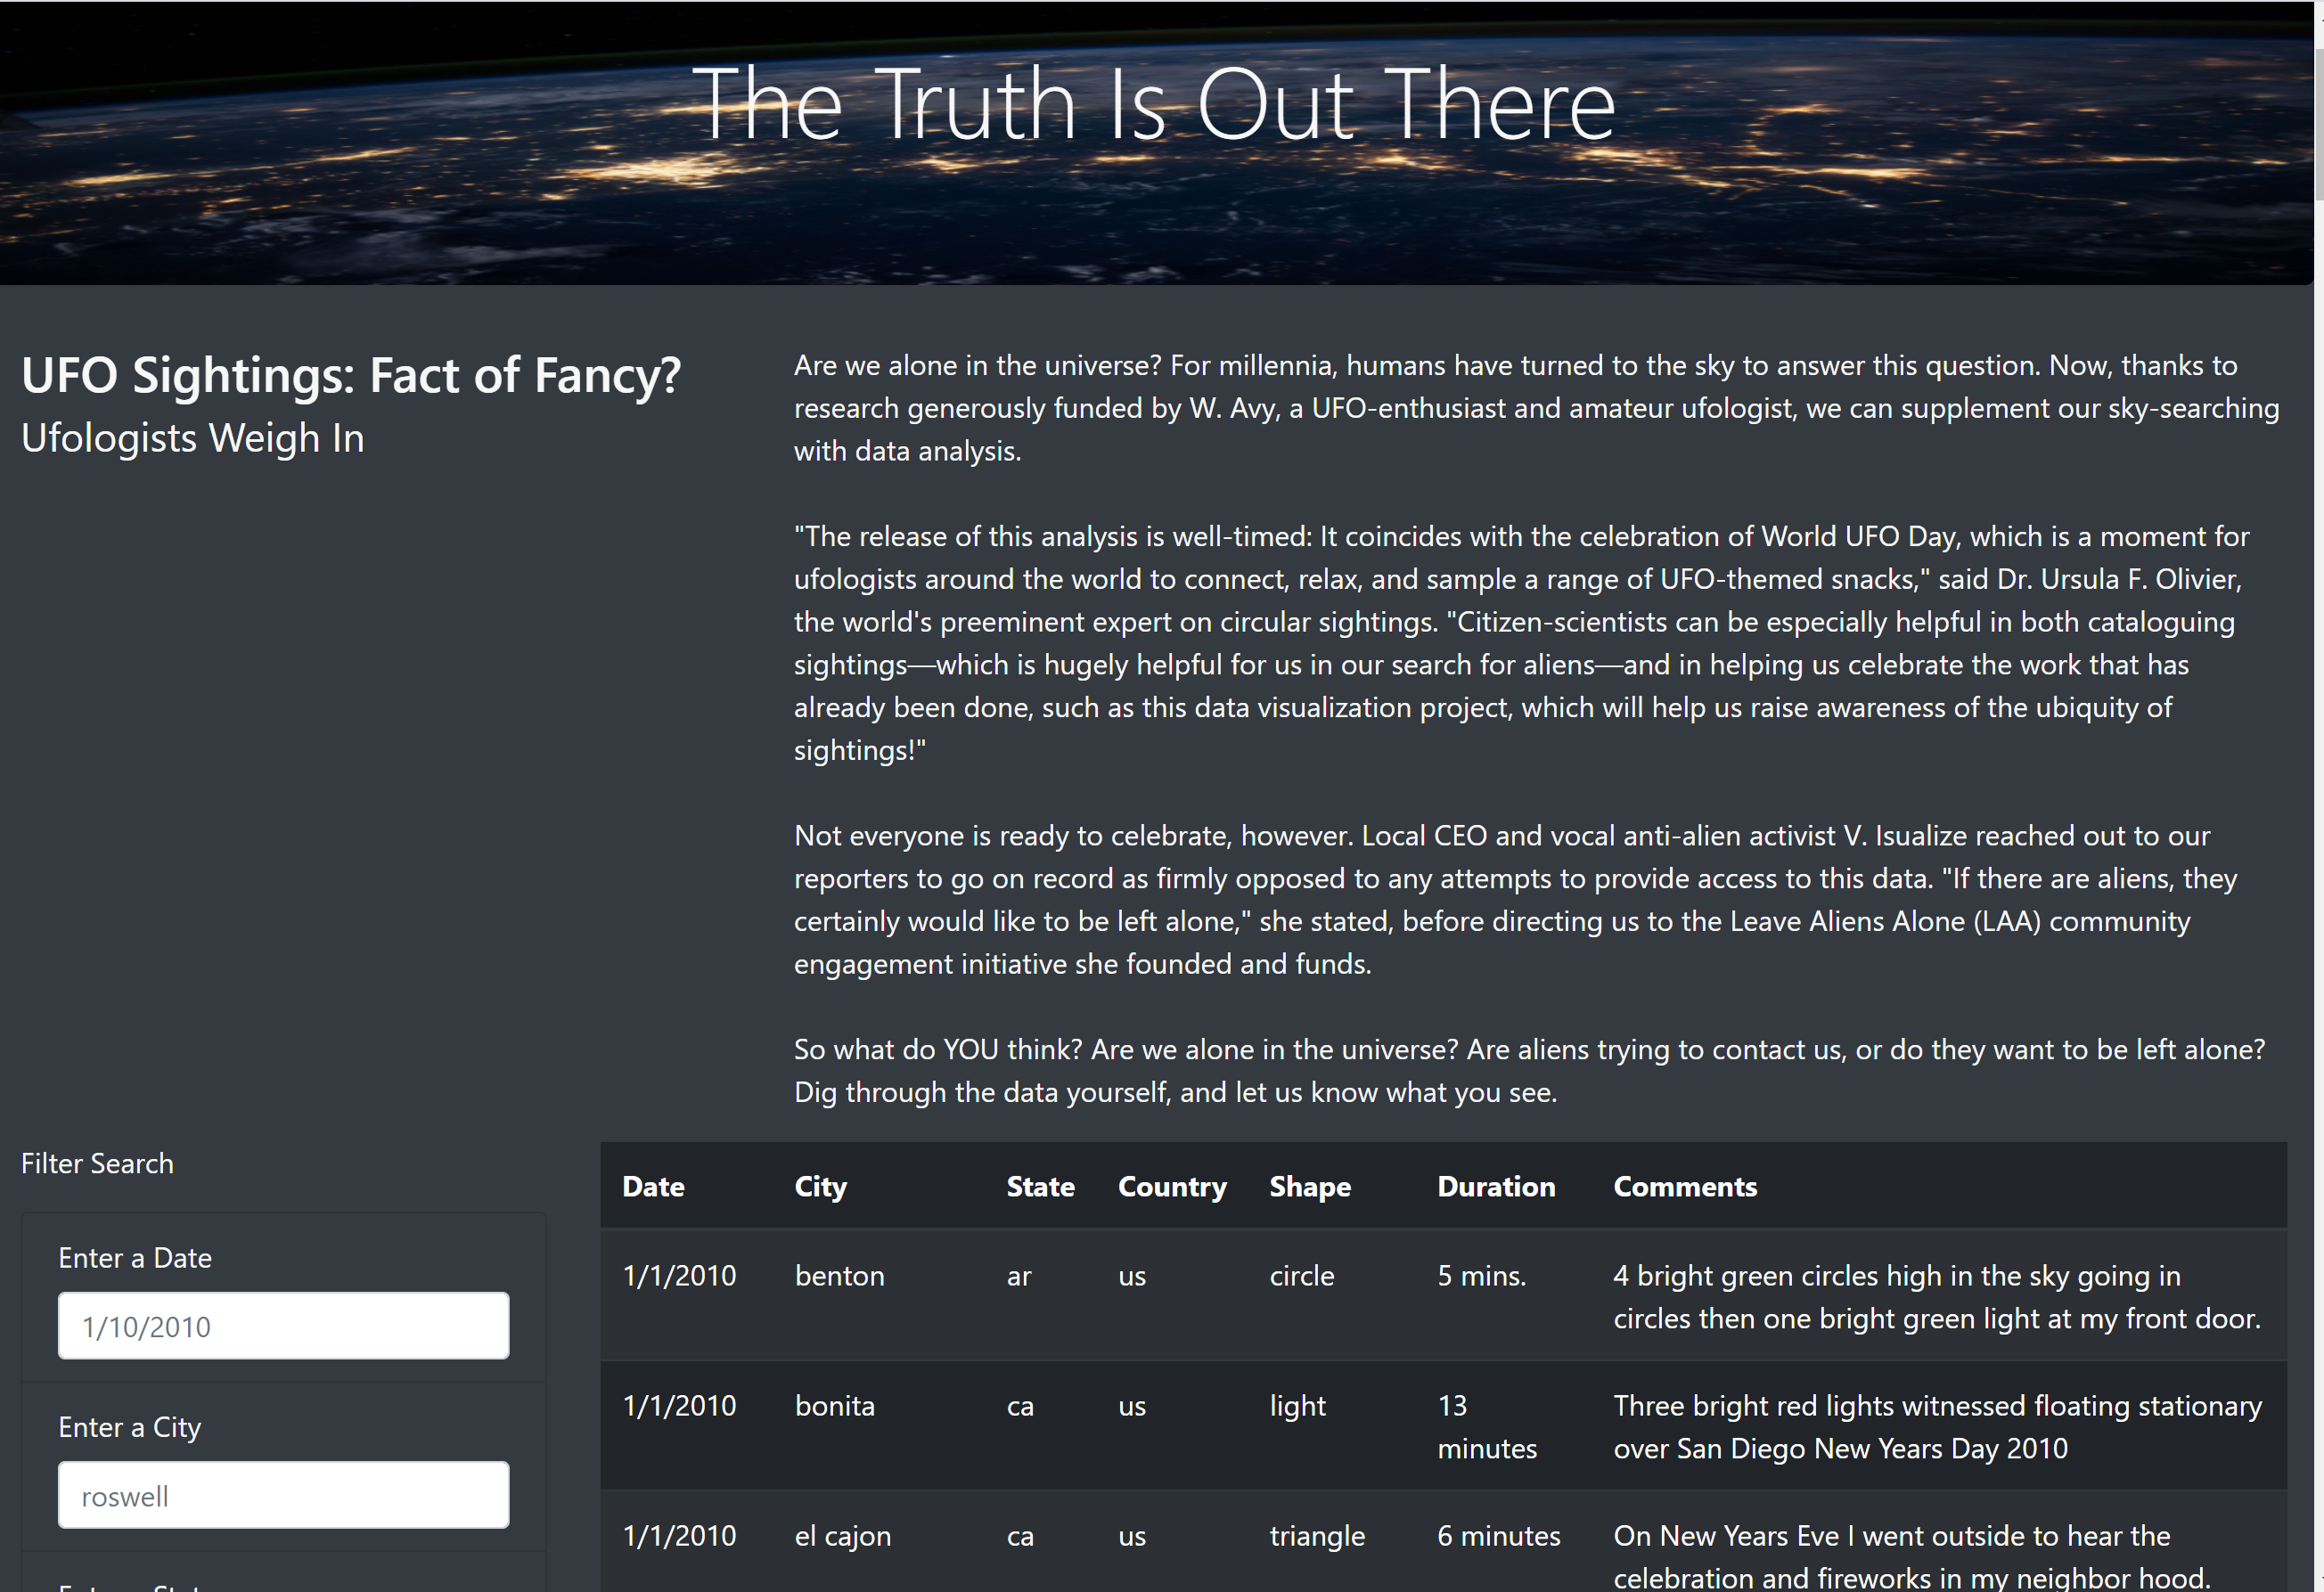 The Truth Is Out There
UFO Sightings: Fact of Fancy?
Ufologists Weigh In
Are we alone in the universe? For millennia, humans have turned to the sky to answer this question. Now, thanks to
research generously funded by W. Avy, a UFO-enthusiast and amateur ufologist, we can supplement our sky-searching
with data analysis.
"The release of this analysis is well-timed: It coincides with the celebration of World UFO Day, which is a moment for
ufologists around the world to connect, relax, and sample a range of UFO-themed snacks," said Dr. Ursula F. Olivier,
the world's preeminent expert on circular sightings. "Citizen-scientists can be especially helpful in both cataloguing
sightings—which is hugely helpful for us in our search for aliens—and in helping us celebrate the work that has
already been done, such as this data visualization project, which will help us raise awareness of the ubiquity of
sightings!"
Not everyone is ready to celebrate, however. Local CEO and vocal anti-alien activist V. Isualize reached out to our
reporters to go on record as firmly opposed to any attempts to provide access to this data. "If there are aliens, they
certainly would like to be left alone," she stated, before directing us to the Leave Aliens Alone (LAA) community
engagement initiative she founded and funds.
So what do YOU think? Are we alone in the universe? Are aliens trying to contact us, or do they want to be left alone?
Dig through the data yourself, and let us know what you see.
Filter Search
Enter a Date
1/10/2010
Enter a City
roswell
Date City State Country Shape Duration Comments
1/1/2010 benton ar us circle 5 mins. 4 bright green circles high in the sky going in
circles then one bright green light at my front door.
1/1/2010 bonita ca us light 13 Three bright red lights witnessed floating stationary
minutes over San Diego New Years Day 2010
1/1/2010 el cajon ca us triangle 6 minutes On New Years Eve I went outside to hear the
celebration and fireworks in my neighbor hood.